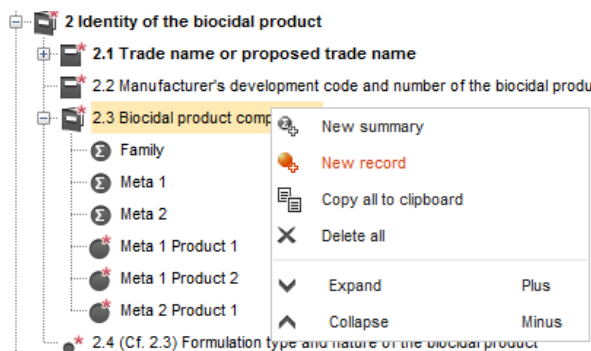 2 Identity of the biocidal product
2.1 Trade name or proposed trade name
2.2 Manufacturer's development code and number of the biocidal produ
2.3 Biocidal product comp
Family
Meta 1
Meta 2
Meta 1 Product 1
Meta 1 Product 2
Meta 2 Product 1
2.4 (Cf. 2.3) Formulation type and nature of the biocidal product
New summary
New record
Copy all to clipboard
Delete all
Expand Plus
Collapse Minus